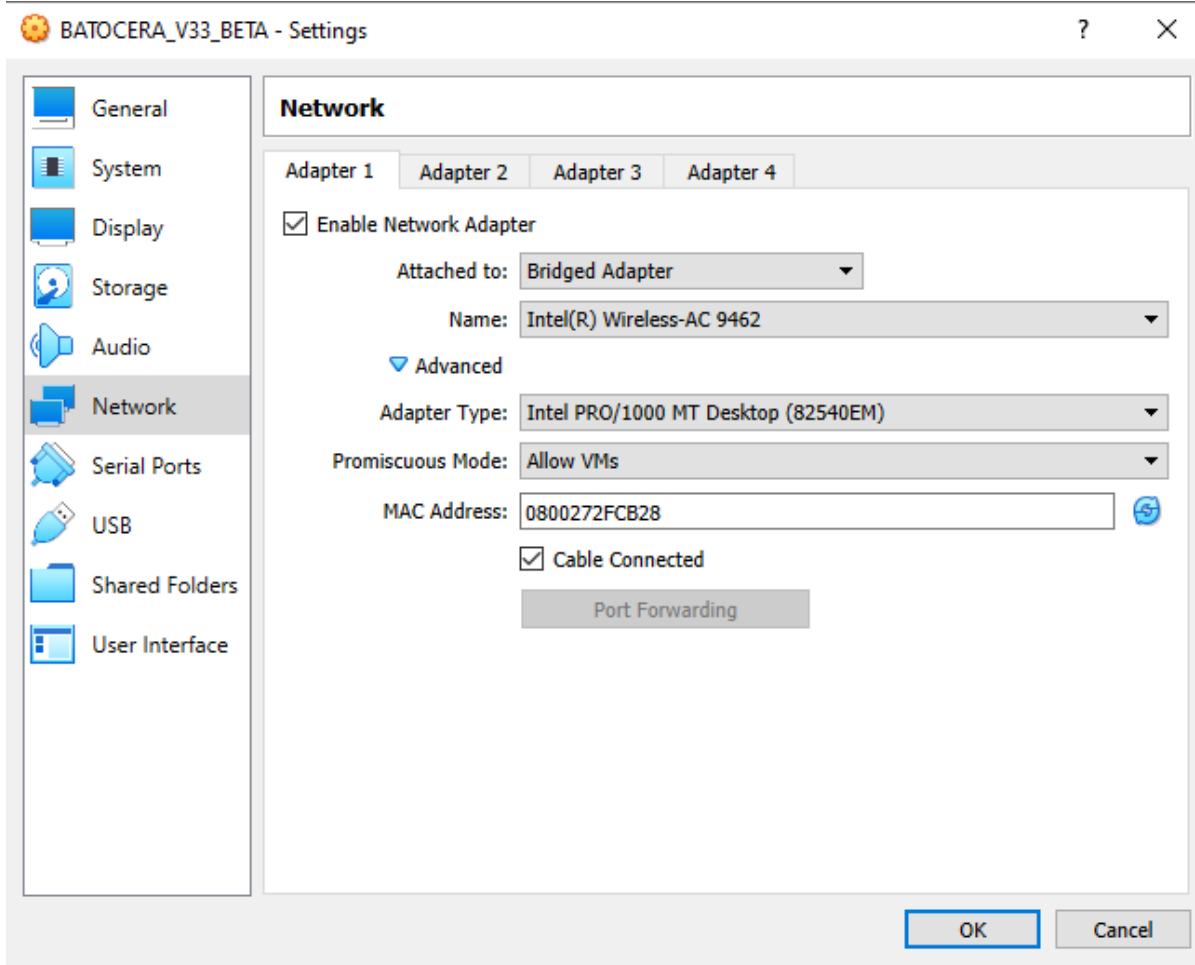 BATOCERA_V33_BETA - Settings ? ×
General
System
Display
Storage
Audio
Network
Serial Ports
USB
Shared Folders
User Interface
Network
Adapter 1 Adapter 2 Adapter 3 Adapter 4
Enable Network Adapter
Attached to: Bridged Adapter
Name: Intel(R) Wireless-AC 9462
Advanced
Adapter Type: Intel PRO/1000 MT Desktop (82540EM)
Promiscuous Mode: Allow VMs
MAC Address: 0800272FCB28
Cable Connected
Port Forwarding
OK Cancel